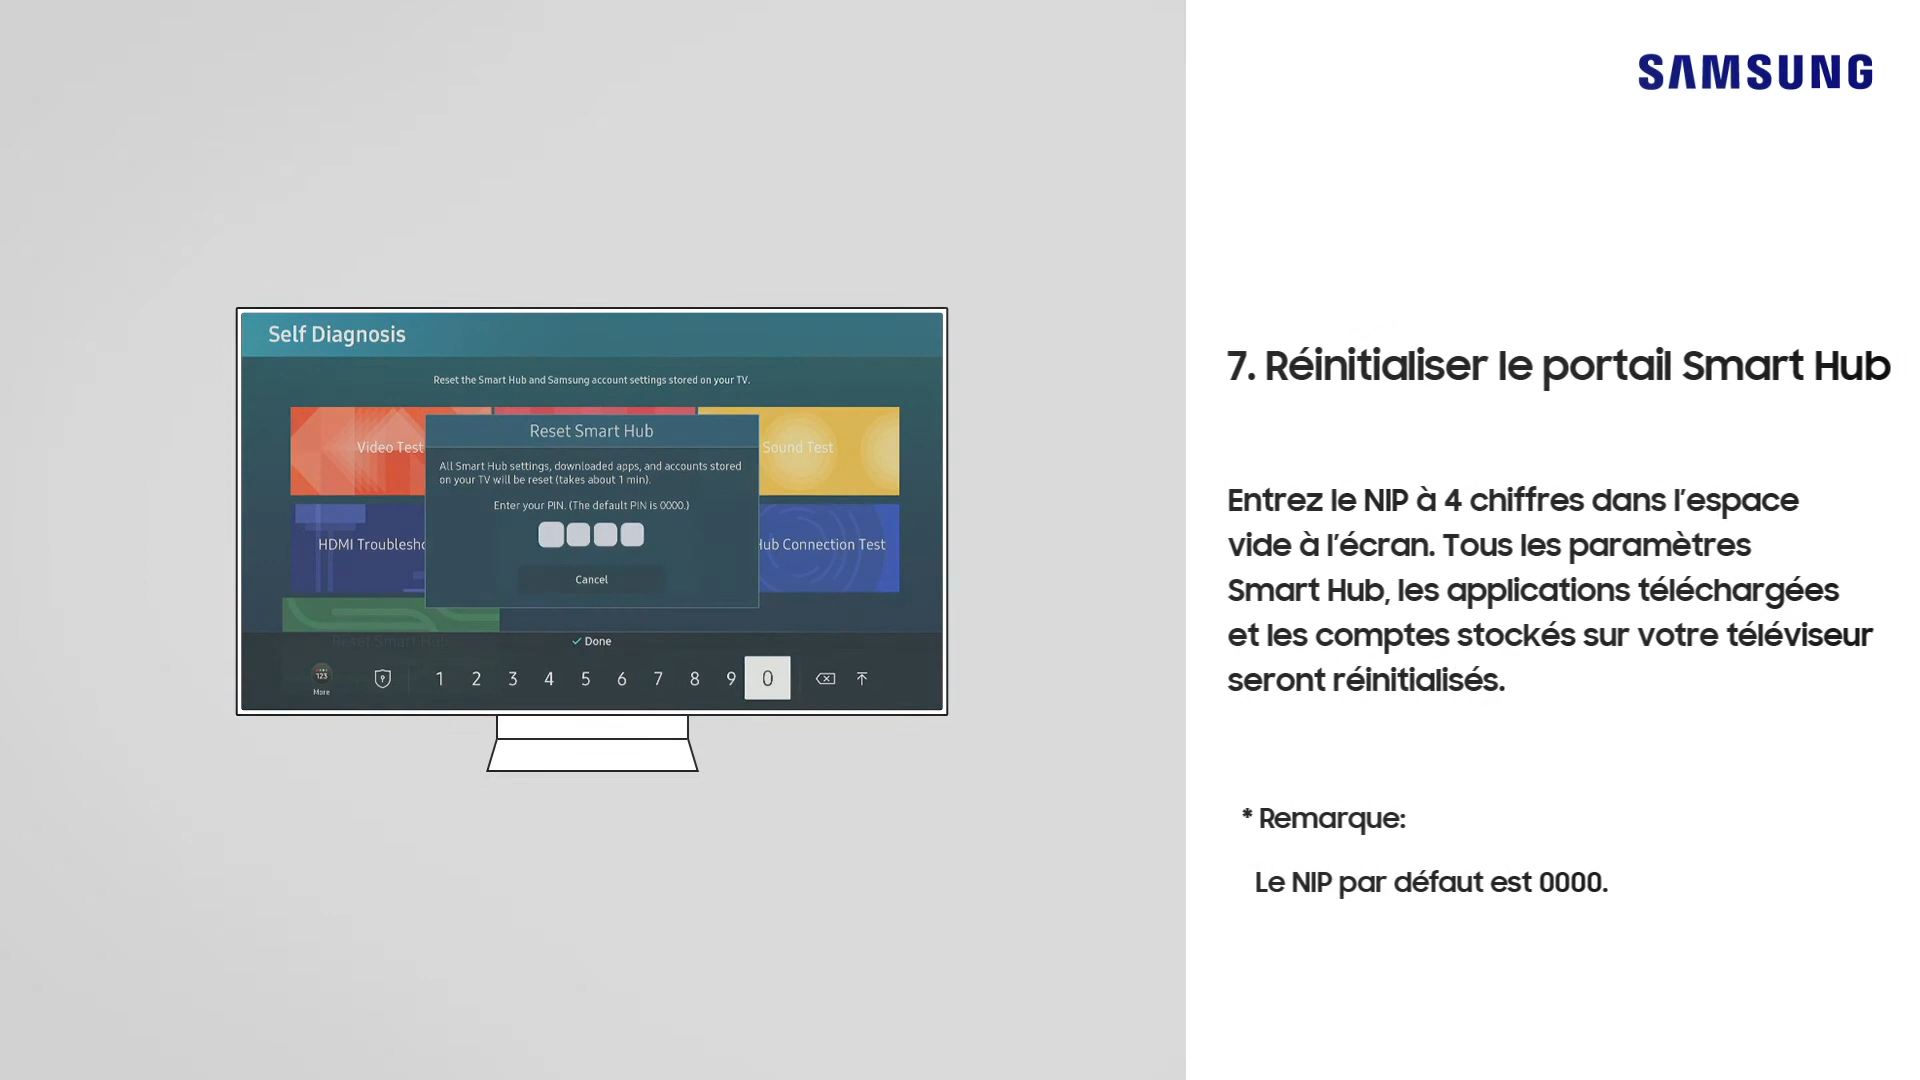 SAMSUNG
Self Diagnosis
Reset the Smart Hub and Samsung account settings stored on your TV.
Video Test
Sound Test
Reset Smart Hub
All Smart Hub settings, downloaded apps, and accounts stored
on your TV will be reset (takes about 1 min).
Enter your PIN. (The default PIN is 0000.)
HDMI Troublesho
Hub Connection Test
Cancel
Reset Smart Hub
Done
123
More
1 2 3 4 5 6 7 8 9 0
7. Réinitialiser le portail Smart Hub
Entrez le NIP à 4 chiffres dans l'espace
vide à l'écran. Tous les paramètres
Smart Hub, les applications téléchargées
et les comptes stockés sur votre téléviseur
seront réinitialisés.
* Remarque:
Le NIP par défaut est 0000.